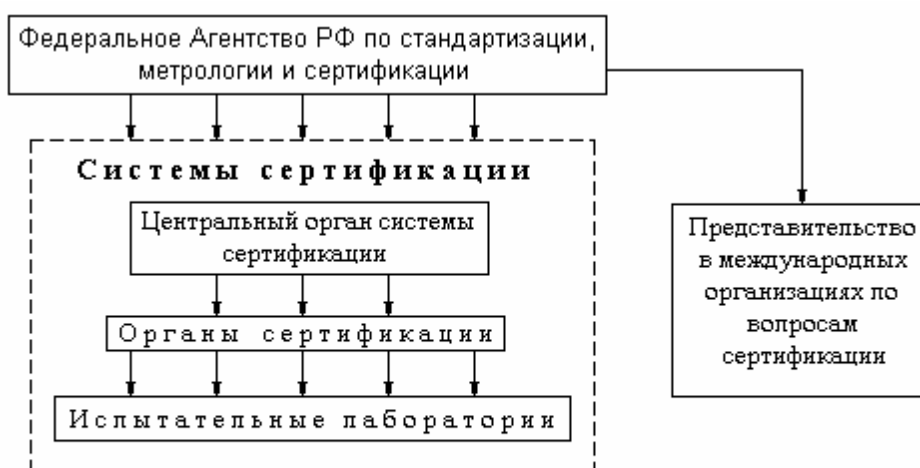 Федеральное Агентство РФ по стандартизации,
метрологии и сертификации
Системы сертификации
Центральный орган системы
сертификации
Органы сертификации
Испытательные лаборатории
Представительство
в международных
организациях по
вопросам
сертификации